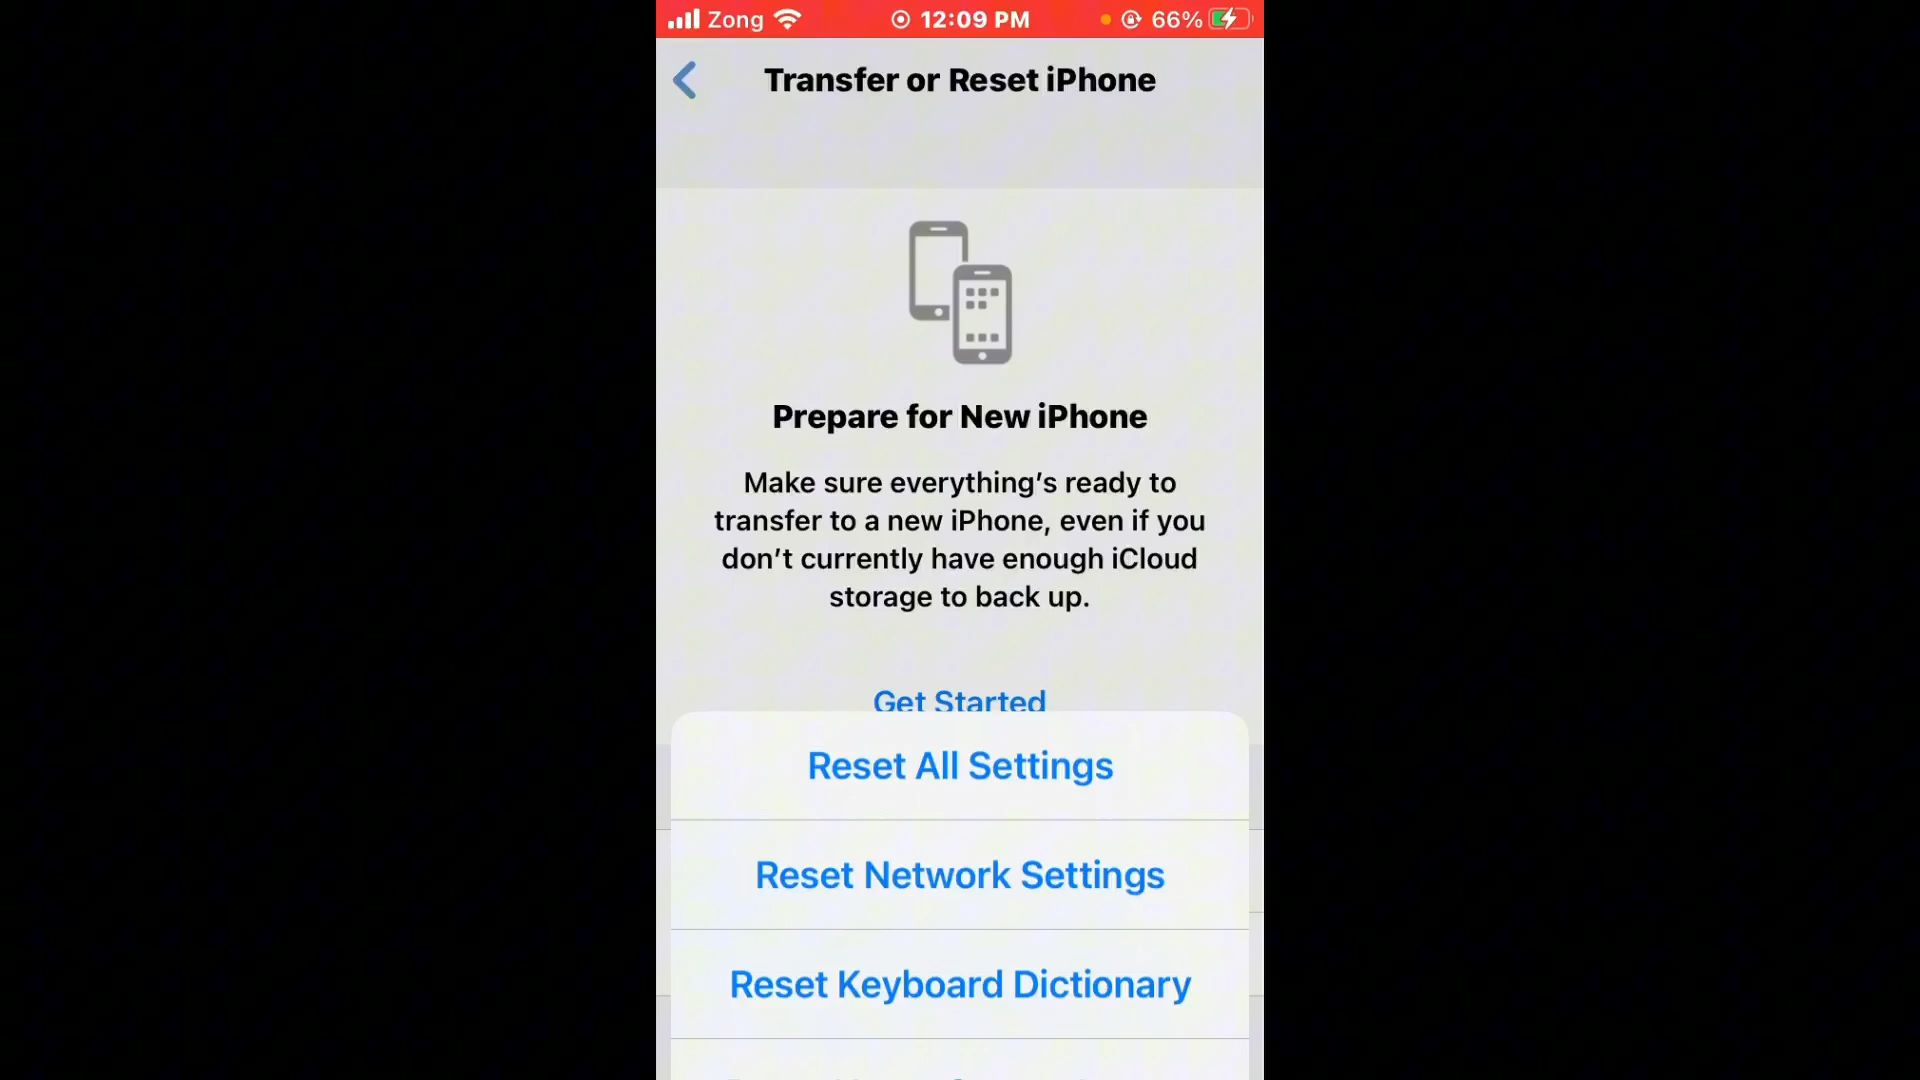 Zong 12:09 PM 66%
Transfer or Reset iPhone
Prepare for New iPhone
Make sure everything's ready to
transfer to a new iPhone, even if you
don't currently have enough iCloud
storage to back up.
Get Started
Reset All Settings
Reset Network Settings
Reset Keyboard Dictionary